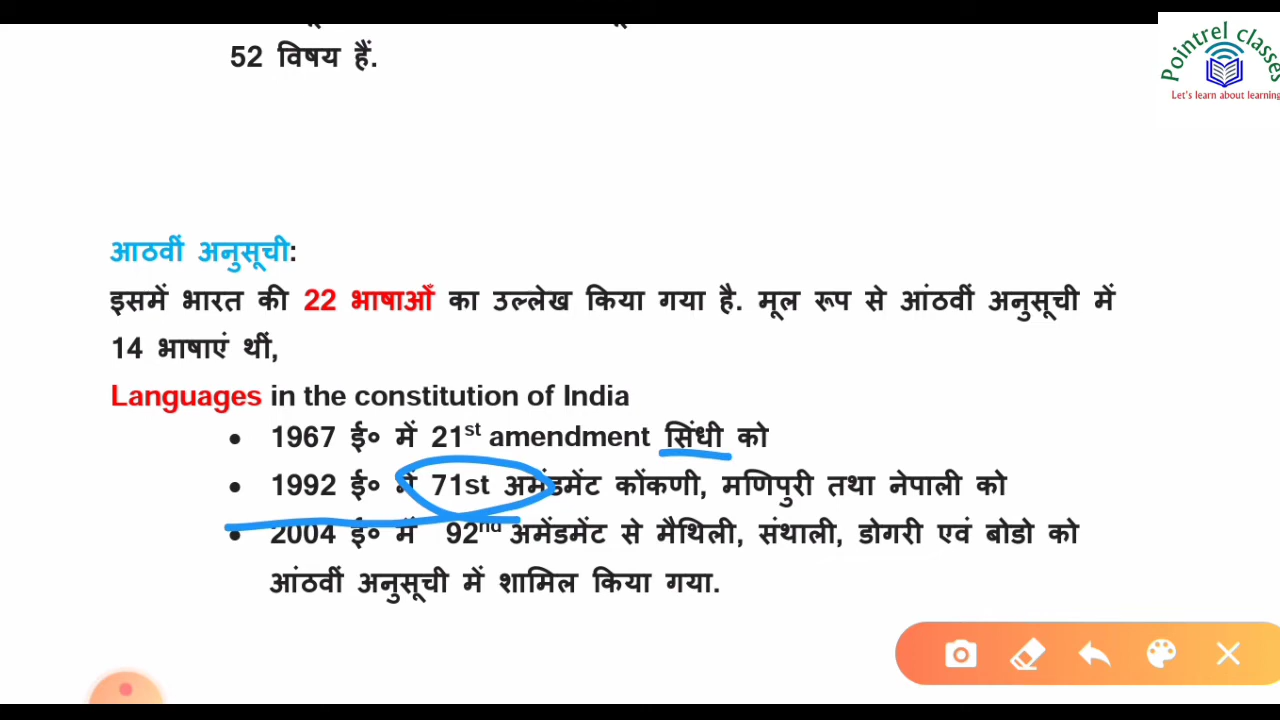 52 विषय हैं.
Pointrel classes
Let's learn about learning
आठवीं अनुसूची:
इसमें भारत की 22 भाषाओँ का उल्लेख किया गया है. मूल रूप से आंठवीं अनुसूची में
14 भाषाएं थीं,
Languages in the constitution of India
• 1967 ई० में 21st amendment सिंधी को
• 1992 ई० में 71st अमेंडमेंट कोंकणी, मणिपुरी तथा नेपाली को
• 2004 ई० में 92nd अमेंडमेंट से मैथिली, संथाली, डोगरी एवं बोडो को
आंठवीं अनुसूची में शामिल किया गया.